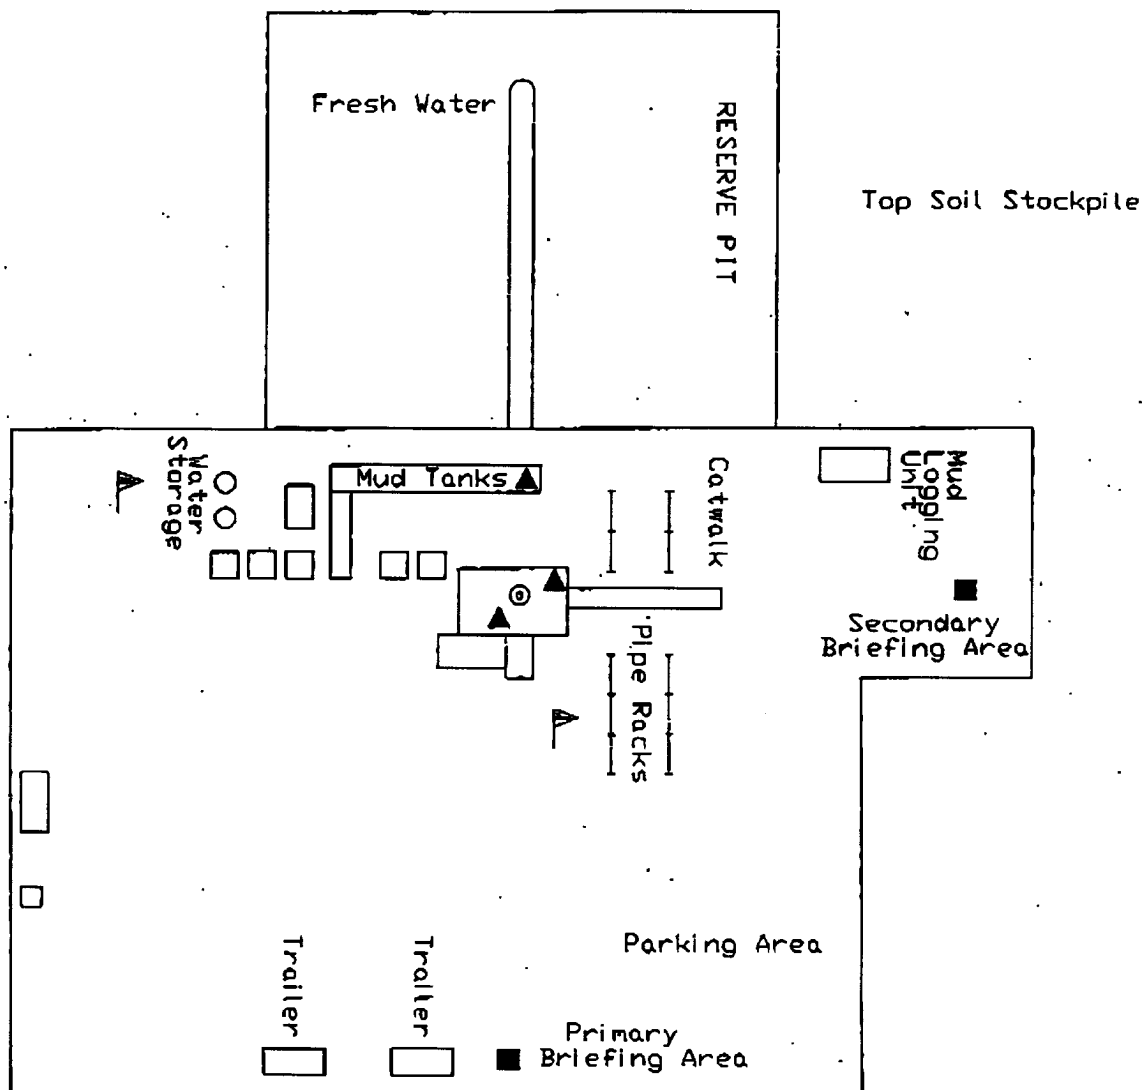 Fresh Water
RESERVE PIT
Top Soil Stockpile
Water
Storage
Mud Tanks
Catwalk
Mud
Logging
Unit
Secondary
Briefing Area
Pipe Racks
Parking Area
Trailer
Trailer
Primary
Briefing Area